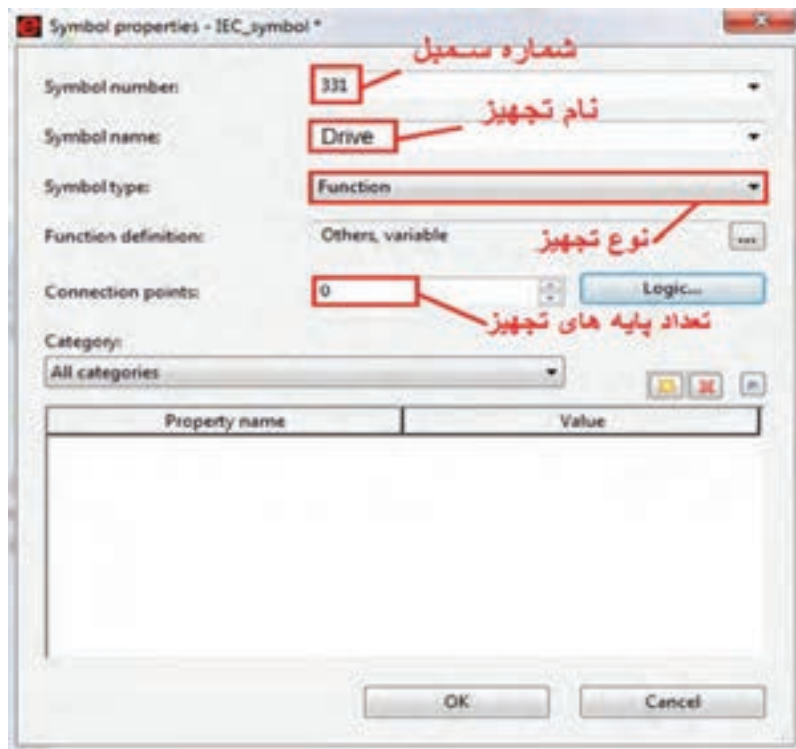 Symbol properties - IEC_symbol *
شماره سمبل
Symbol number: 331
نام تجهیز
Symbol name: Drive
Symbol type: Function
Function definition: Others, variable ...
نوع تجهیز
Connection points: 0 Logic...
تعداد پایه های تجهیز
Category:
All categories
Property name Value
OK Cancel